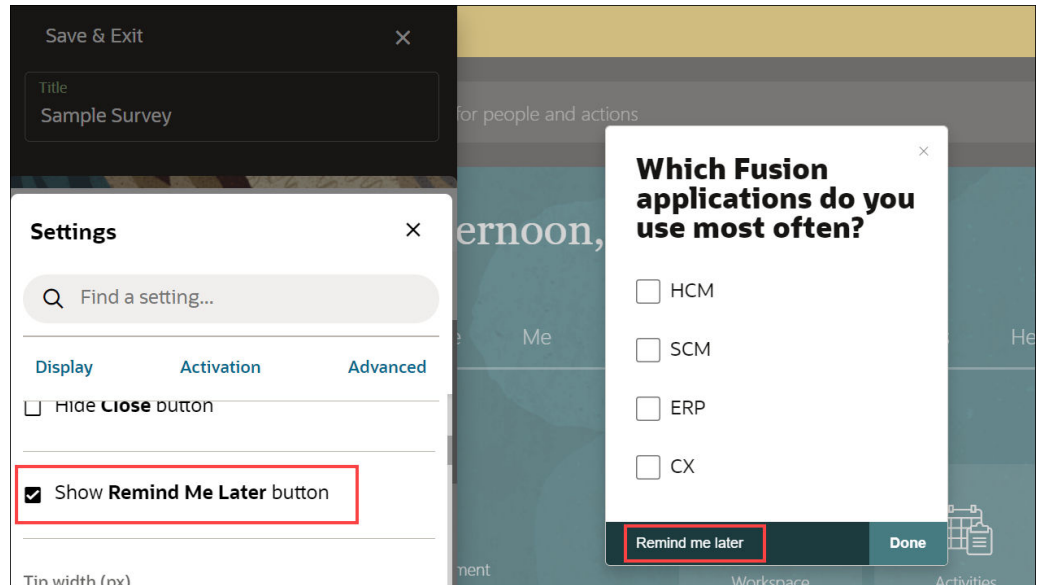 Save & Exit
Title
Sample Survey
for people and actions
Settings
Find a setting...
Display Activation Advanced
Hide Close button
Show Remind Me Later button
Tip width (px)
ernoon,
Me
He
Which Fusion
applications do you
use most often?
HCM
SCM
ERP
CX
Remind me later
Done
ment
Workspace
Activities